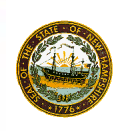 SEAL OF THE STATE OF NEW HAMPSHIRE
1776